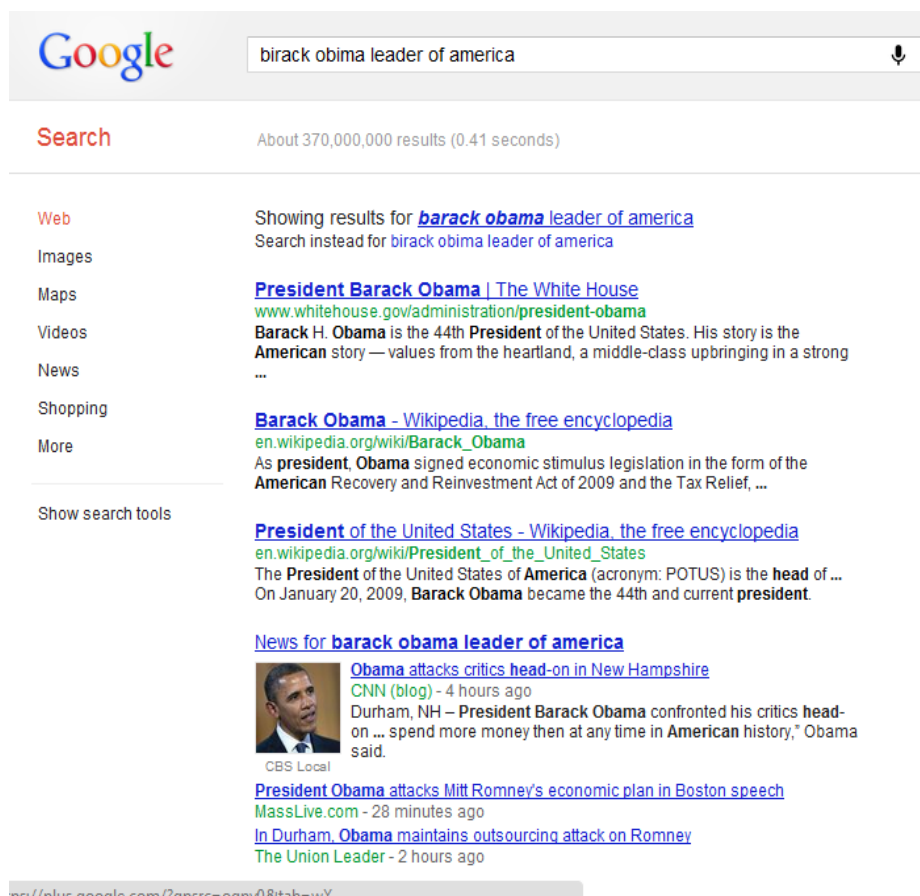 Google
birack obima leader of america
Search
About 370,000,000 results (0.41 seconds)
Web
Images
Maps
Videos
News
Shopping
More
Show search tools
Showing results for barack obama leader of america
Search instead for birack obima leader of america
President Barack Obama | The White House
www.whitehouse.gov/administration/president-obama
Barack H. Obama is the 44th President of the United States. His story is the
American story — values from the heartland, a middle-class upbringing in a strong
...
Barack Obama - Wikipedia, the free encyclopedia
en.wikipedia.org/wiki/Barack_Obama
As president, Obama signed economic stimulus legislation in the form of the
American Recovery and Reinvestment Act of 2009 and the Tax Relief, ...
President of the United States - Wikipedia, the free encyclopedia
en.wikipedia.org/wiki/President_of_the_United_States
The President of the United States of America (acronym: POTUS) is the head of ...
On January 20, 2009, Barack Obama became the 44th and current president.
News for barack obama leader of america
Obama attacks critics head-on in New Hampshire
CNN (blog) - 4 hours ago
Durham, NH – President Barack Obama confronted his critics head-
on ... spend more money then at any time in American history," Obama
said.
CBS Local
President Obama attacks Mitt Romney's economic plan in Boston speech
MassLive.com - 28 minutes ago
In Durham, Obama maintains outsourcing attack on Romney
The Union Leader - 2 hours ago